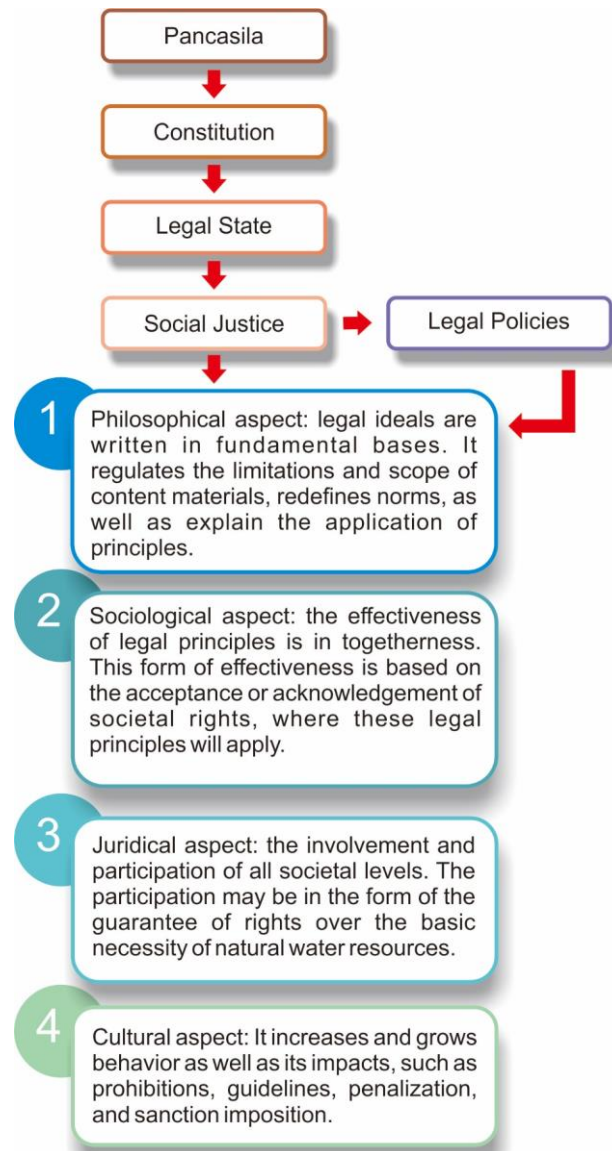 Pancasila
Constitution
Legal State
Social Justice
Legal Policies
1
Philosophical aspect: legal ideals are
written in fundamental bases. It
regulates the limitations and scope of
content materials, redefines norms, as
well as explain the application of
principles.
2
Sociological aspect: the effectiveness
of legal principles is in togetherness.
This form of effectiveness is based on
the acceptance or acknowledgement of
societal rights, where these legal
principles will apply.
3
Juridical aspect: the involvement and
participation of all societal levels. The
participation may be in the form of the
guarantee of rights over the basic
necessity of natural water resources.
4
Cultural aspect: It increases and grows
behavior as well as its impacts, such as
prohibitions, guidelines, penalization,
and sanction imposition.